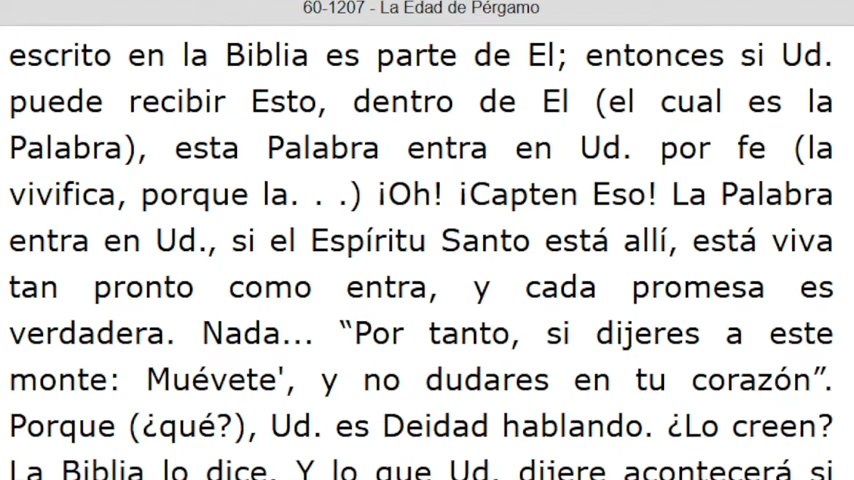 60-1207 - La Edad de Pérgamo
escrito en la Biblia es parte de El; entonces si Ud.
puede recibir Esto, dentro de El (el cual es la
Palabra), esta Palabra entra en Ud. por fe (la
vivifica, porque la. . .) ¡Oh! ¡Capten Eso! La Palabra
entra en Ud., si el Espíritu Santo está allí, está viva
tan pronto como entra, y cada promesa es
verdadera. Nada... “Por tanto, si dijeres a este
monte: Muévete', y no dudares en tu corazón”.
Porque (¿qué?), Ud. es Deidad hablando. ¿Lo creen?
La Biblia lo dice. Y lo que Ud. dijere acontecerá si